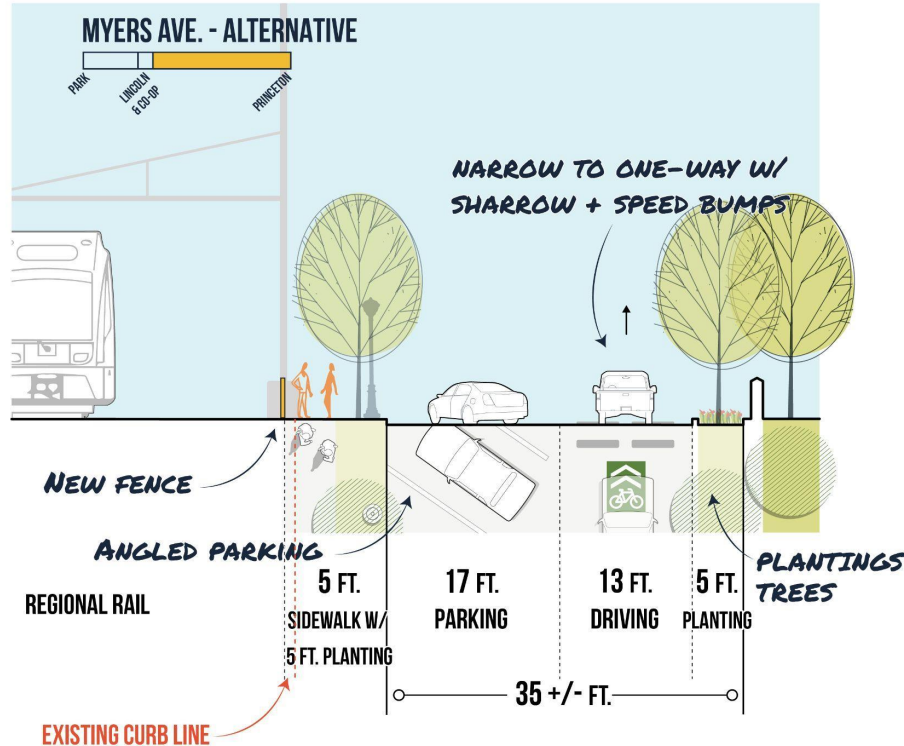 MYERS AVE. - ALTERNATIVE
PARK
LINCOLN
& CO-OP
PRINCETON
NARROW TO ONE-WAY W/
SHARROW + SPEED BUMPS
NEW FENCE
ANGLED PARKING
PLANTINGS
TREES
REGIONAL RAIL
5 FT.
SIDEWALK W/
5 FT. PLANTING
17 FT.
PARKING
13 FT.
DRIVING
5 FT.
PLANTING
35 +/- FT.
EXISTING CURB LINE